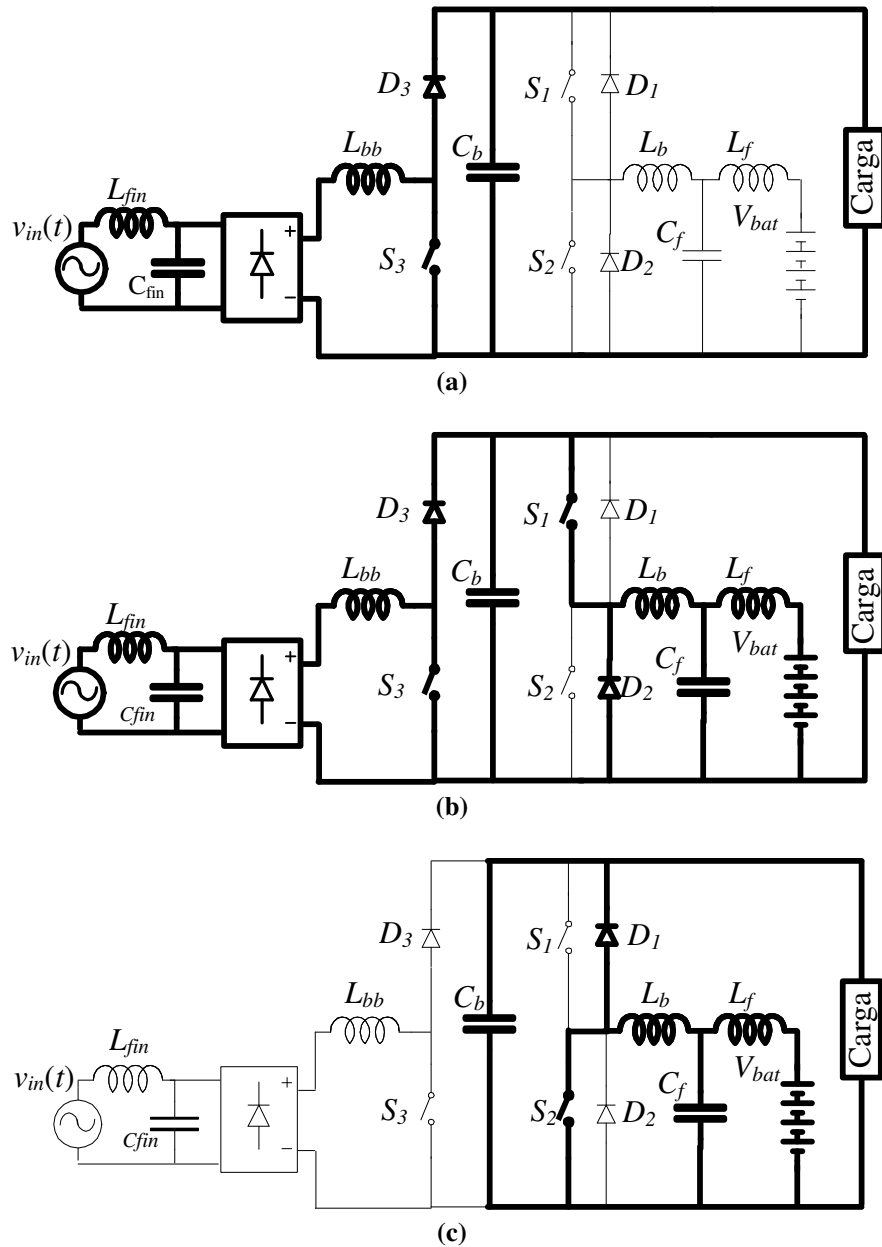 D3
S1
D1
Lbb
Cb
Lb
Lf
Carga
Lfin
vin(t)
+
Cf
Vbat
S3
S2
D2
Cfin
−
(a)
D3
S1
D1
Lbb
Cb
Lb
Lf
Carga
Lfin
vin(t)
+
Cf
Vbat
S3
S2
D2
Cfin
−
(b)
D3
S1
D1
Lbb
Cb
Lb
Lf
Carga
Lfin
vin(t)
+
Cf
Vbat
S3
S2
D2
Cfin
−
(c)